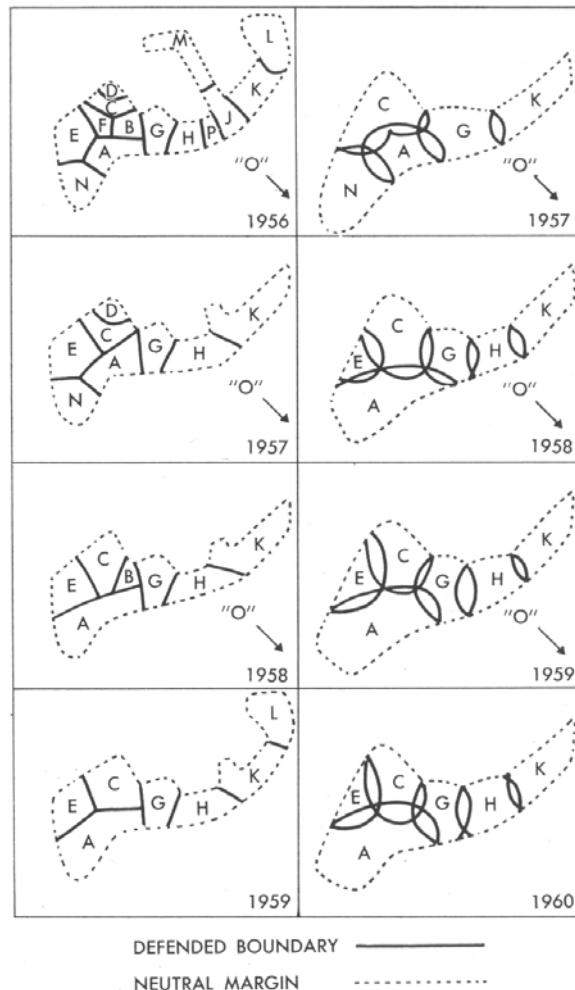 M L
D K
C
E F B G H P J
A
N "O"
1956
C K
A G
N "O"
1957
D K
E C G H
A
N "O"
1957
C K
E G H
A "O"
1958
C K
E B G H
A "O"
1958
C K
E G H
A "O"
1959
L
C K
E G H
A
1959
C K
E G H
A
1960
DEFENDED BOUNDARY
NEUTRAL MARGIN